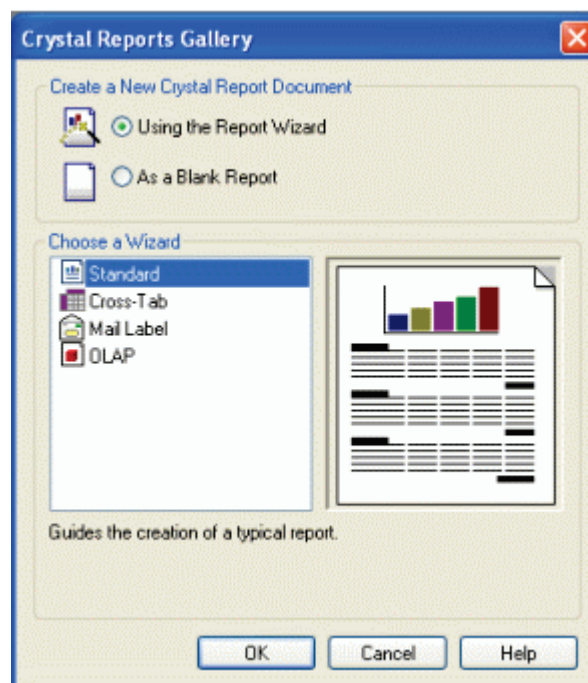 Crystal Reports Gallery
Create a New Crystal Report Document
Using the Report Wizard
As a Blank Report
Choose a Wizard
Standard
Cross-Tab
Mail Label
OLAP
Guides the creation of a typical report.
OK Cancel Help